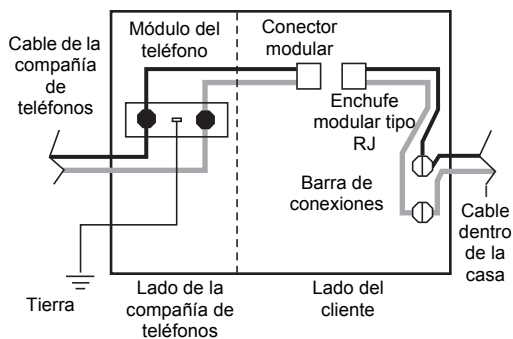 Cable de la
compañía
de
teléfonos
Módulo del
teléfono
Conector
modular
Enchufe
modular tipo
RJ
Barra de
conexiones
Cable
dentro
de la
casa
Tierra
Lado de la
compañía de
teléfonos
Lado del
cliente